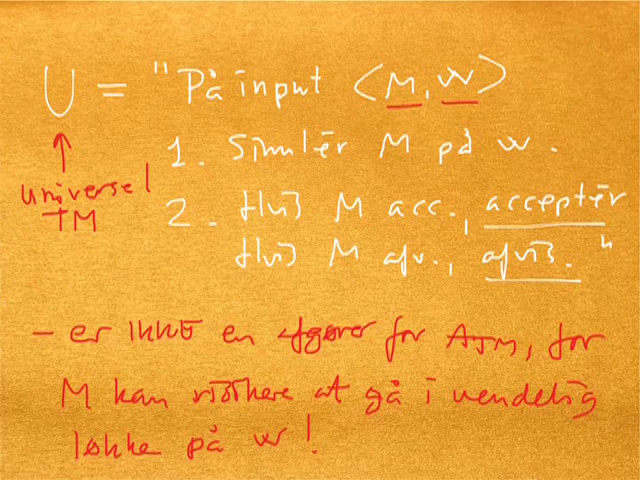 U = "På input <M, w>
1. Simulér M på w.
universel
TM
2. Hvis M acc., acceptér
Hvis M afv., afvis."
- er IKKE en afgører for ATM, for
M kan risikere at gå i uendelig
løkke på w!